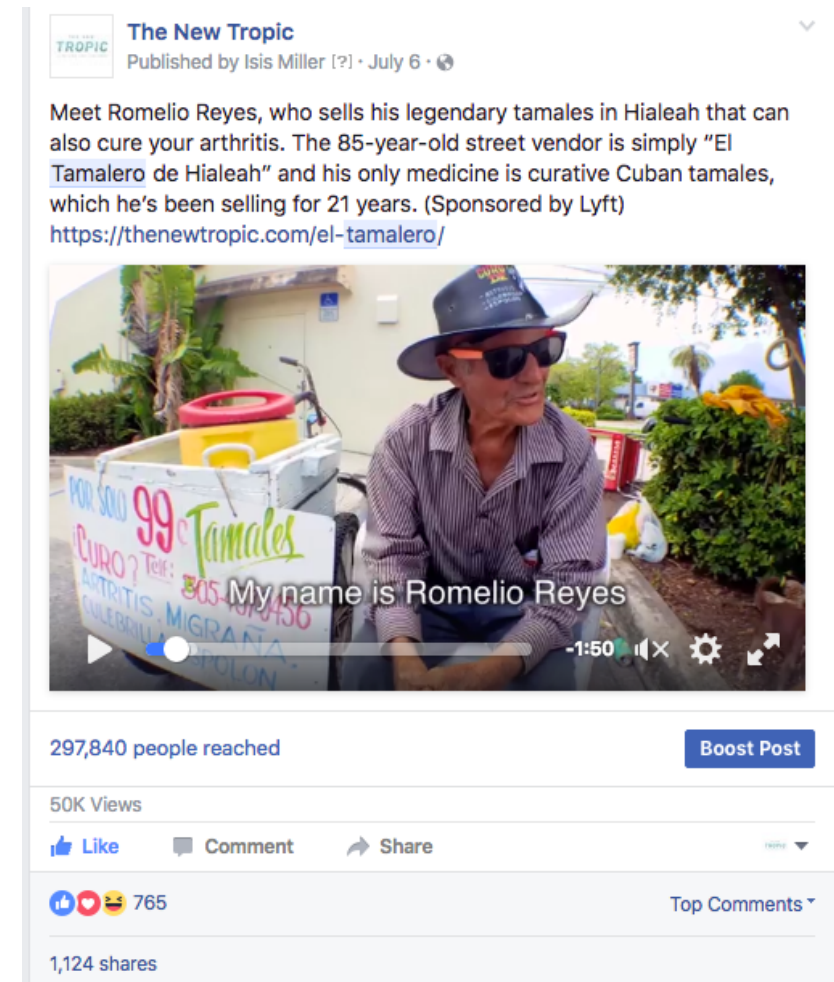 TROPIC
The New Tropic
Published by Isis Miller [?] · July 6 ·
Meet Romelio Reyes, who sells his legendary tamales in Hialeah that can
also cure your arthritis. The 85-year-old street vendor is simply “El
Tamalero de Hialeah” and his only medicine is curative Cuban tamales,
which he’s been selling for 21 years. (Sponsored by Lyft)
https://thenewtropic.com/el-tamalero/
POR SOLO 99¢ Tamales
¿CURO? Telf:
305-
ARTRITIS MIGRAÑA.
CULEBRILLA
ESPOLON
My name is Romelio Reyes
-1:50
297,840 people reached
Boost Post
50K Views
Like Comment Share
765
Top Comments
1,124 shares